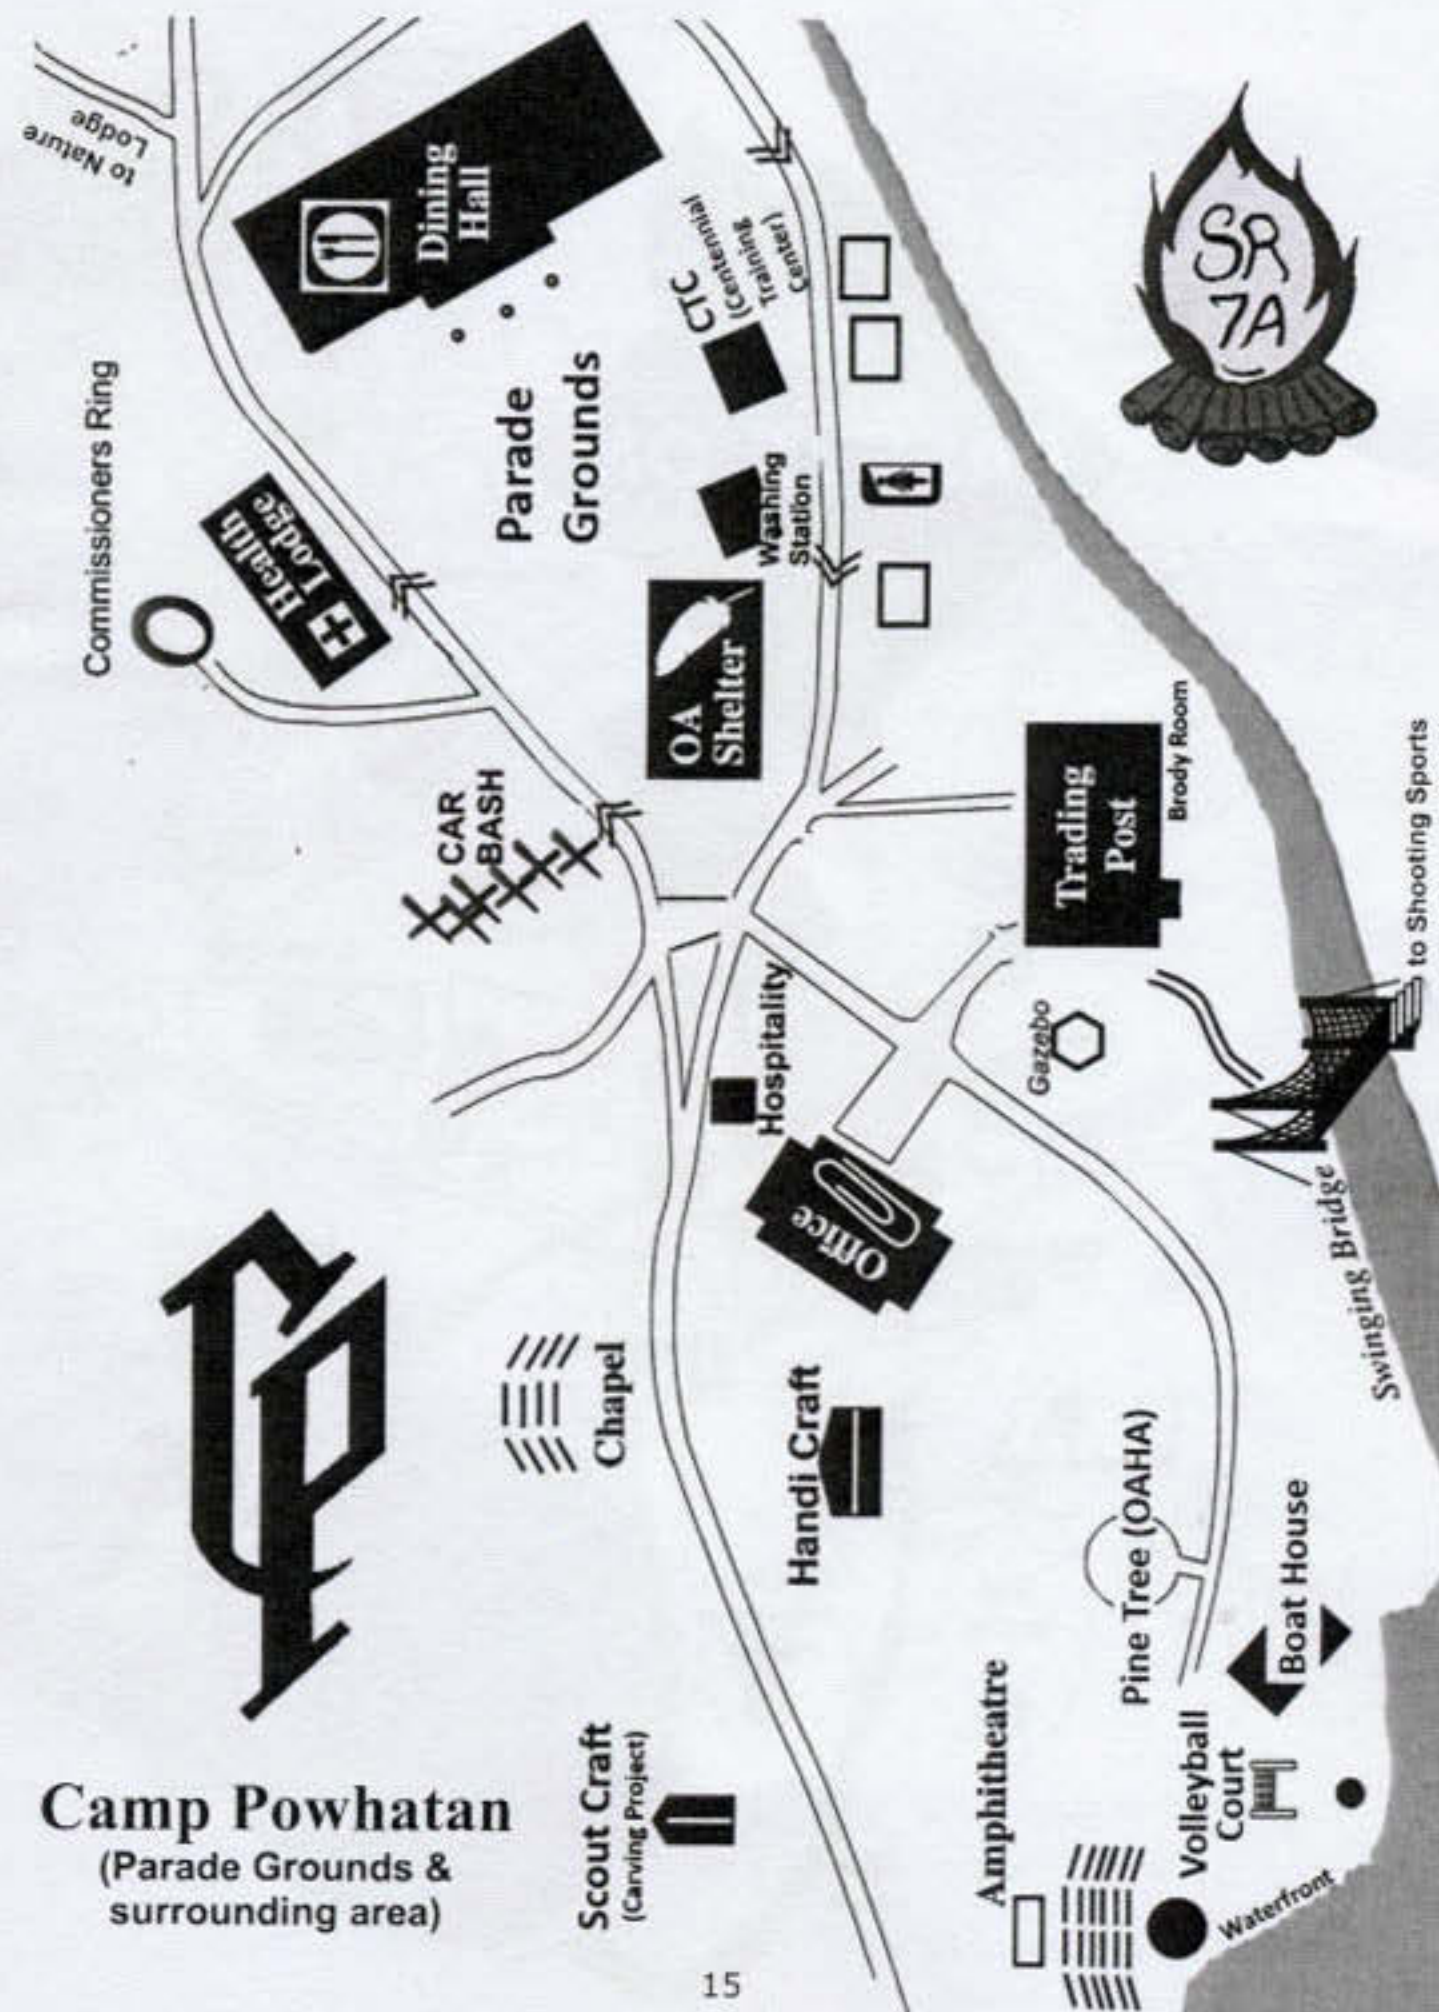 to Nature
Lodge
Commissioners Ring
Health
Lodge
Dining
Hall
CTC
(Centennial
Training
Center)
SR
7A
Parade
Grounds
Washing
Station
OA
Shelter
CAR
BASH
Trading
Post
Brody Room
to Shooting Sports
Hospitality
Gazebo
Office
Swinging Bridge
CP
Chapel
Handi Craft
Pine Tree (OAHA)
Boat House
Camp Powhatan
(Parade Grounds &
surrounding area)
Scout Craft
(Carving Project)
Amphitheatre
Volleyball
Court
Waterfront
15